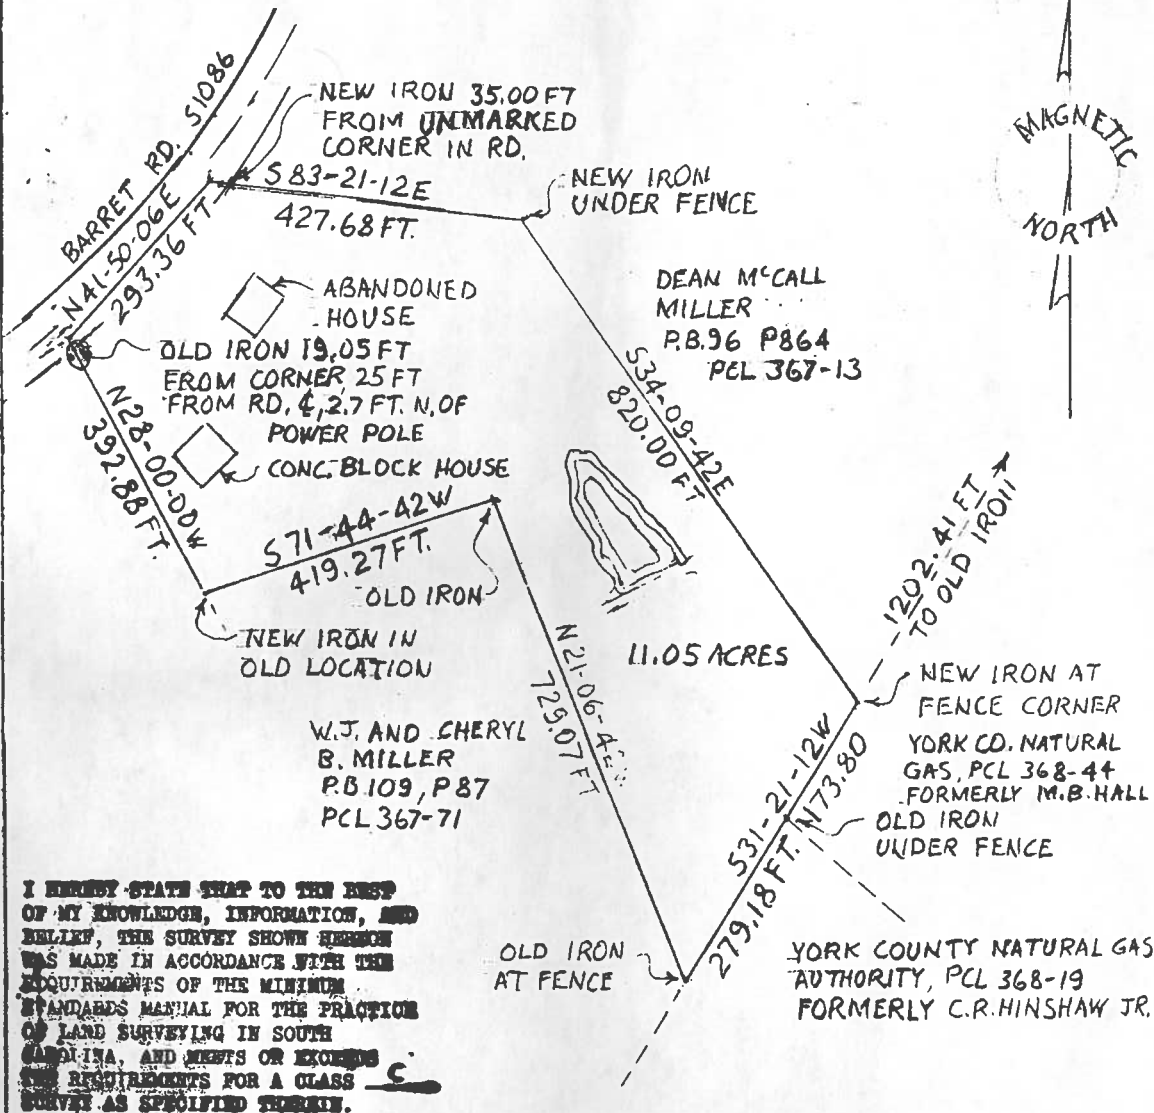 BARRET RD. S1086
NEW IRON 35.00 FT
FROM UNMARKED
CORNER IN RD.
MAGNETIC
NORTH
S 83-21-12E
427.68 FT.
NEW IRON
UNDER FENCE
N 41-50-06E
293.36 FT
ABANDONED
HOUSE
DEAN McCALL
MILLER
P.B.96 P864
PCL 367-13
OLD IRON 19.05 FT
FROM CORNER, 25 FT
FROM RD. ℄, 2.7 FT. N. OF
POWER POLE
CONC. BLOCK HOUSE
N28-00-00W
392.88 FT.
S34-09-42E
820.00 FT
S71-44-42W
419.27 FT.
OLD IRON
1202.41 FT
TO OLD IRON
NEW IRON IN
OLD LOCATION
N21-06-4
729.07 FT
11.05 ACRES
NEW IRON AT
FENCE CORNER
W.J. AND CHERYL
B. MILLER
P.B 109, P 87
PCL 367-71
YORK CO. NATURAL
GAS, PCL 368-44
FORMERLY M.B. HALL
S31-21-12W
N73.80
279.18 FT.
OLD IRON
UNDER FENCE
OLD IRON
AT FENCE
YORK COUNTY NATURAL GAS
AUTHORITY, PCL 368-19
FORMERLY C.R. HINSHAW JR.
I HEREBY STATE THAT TO THE BEST
OF MY KNOWLEDGE, INFORMATION, AND
BELIEF, THE SURVEY SHOWN HEREON
WAS MADE IN ACCORDANCE WITH THE
REQUIREMENTS OF THE MINIMUM
STANDARDS MANUAL FOR THE PRACTICE
OF LAND SURVEYING IN SOUTH
CAROLINA, AND MEETS OR EXCEEDS
THE REQUIREMENTS FOR A CLASS C
SURVEY AS SPECIFIED THEREIN.